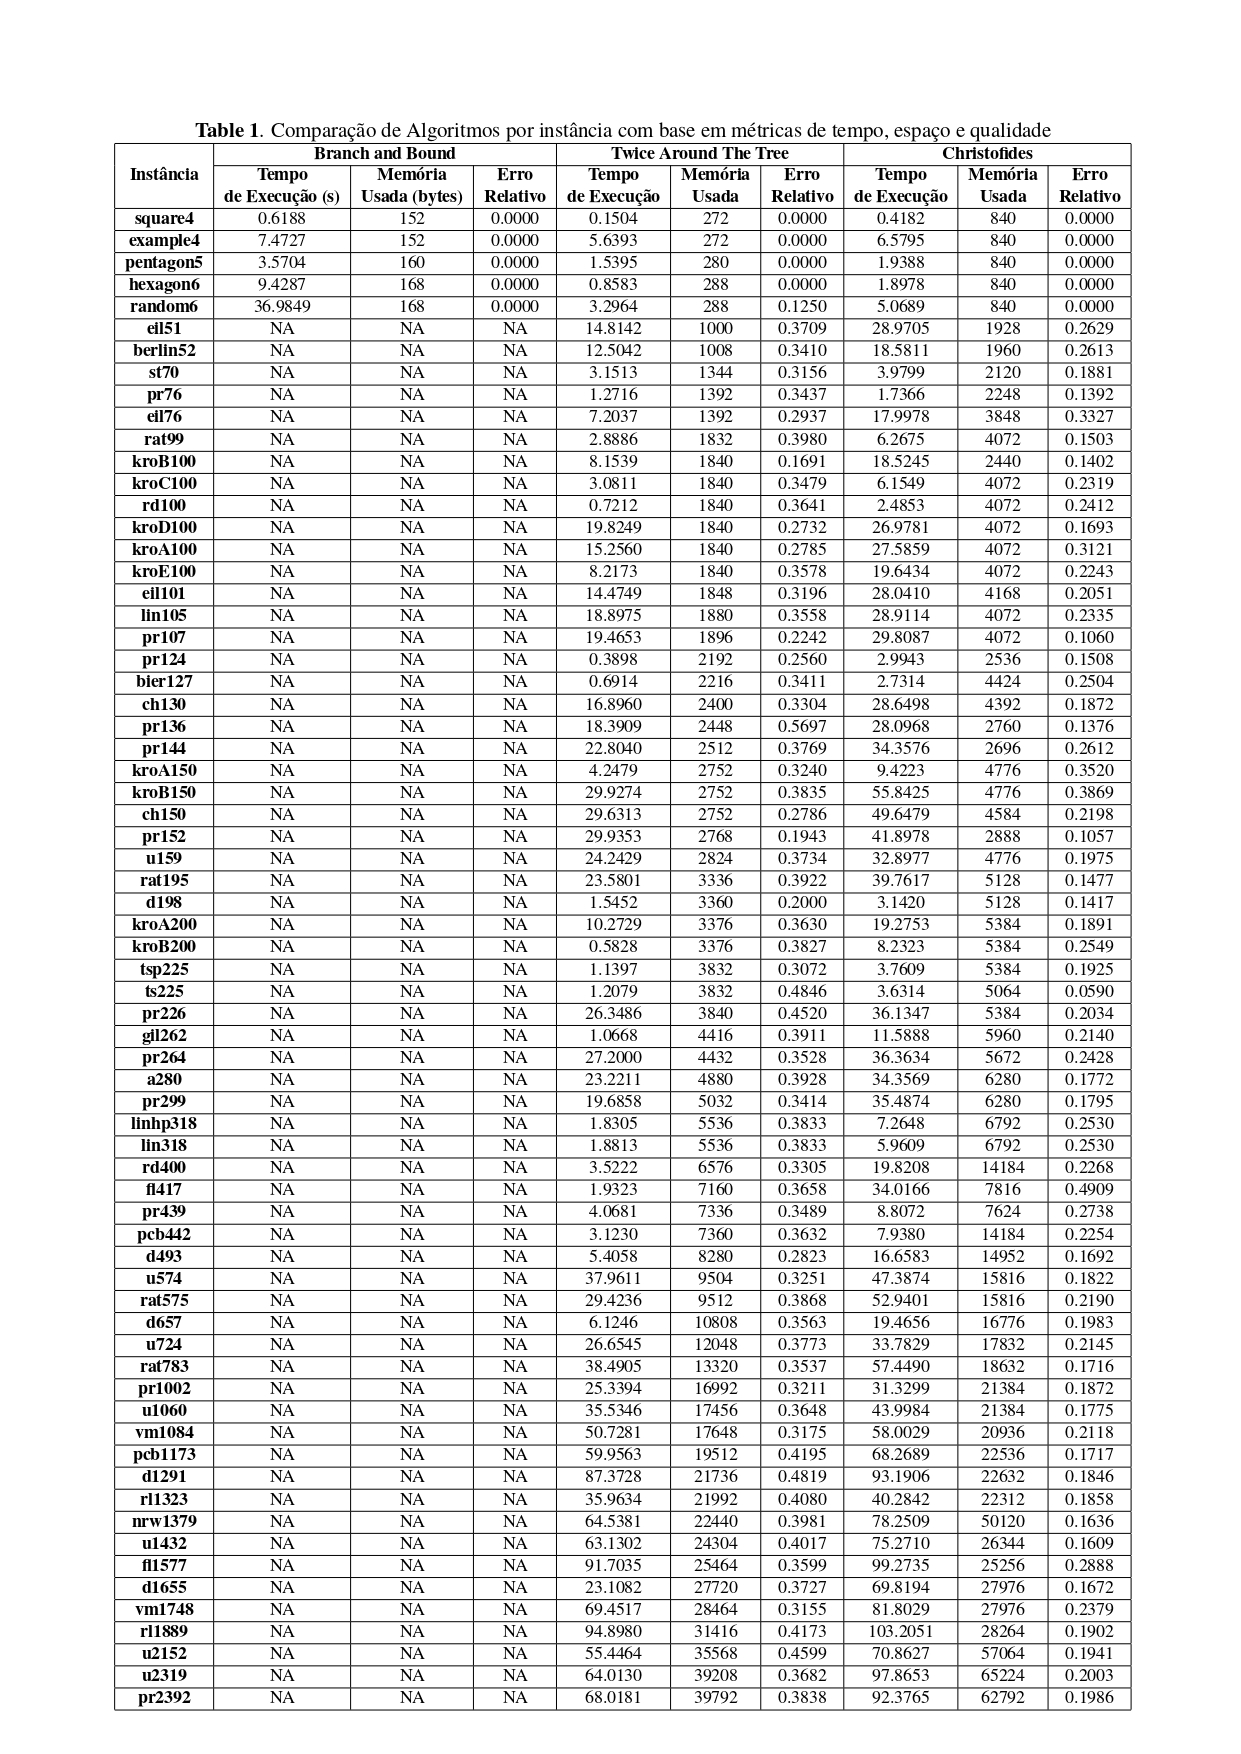 Table 1. Comparação de Algoritmos por instância com base em métricas de tempo, espaço e qualidade
Branch and Bound Twice Around The Tree Christofides
Instância Tempo Memória Erro Tempo Memória Erro Tempo Memória Erro
de Execução (s) Usada (bytes) Relativo de Execução Usada Relativo de Execução Usada Relativo
square4 0.6188 152 0.0000 0.1504 272 0.0000 0.4182 840 0.0000
example4 7.4727 152 0.0000 5.6393 272 0.0000 6.5795 840 0.0000
pentagon5 3.5704 160 0.0000 1.5395 280 0.0000 1.9388 840 0.0000
hexagon6 9.4287 168 0.0000 0.8583 288 0.0000 1.8978 840 0.0000
random6 36.9849 168 0.0000 3.2964 288 0.1250 5.0689 840 0.0000
eil51 NA NA NA 14.8142 1000 0.3709 28.9705 1928 0.2629
berlin52 NA NA NA 12.5042 1008 0.3410 18.5811 1960 0.2613
st70 NA NA NA 3.1513 1344 0.3156 3.9799 2120 0.1881
pr76 NA NA NA 1.2716 1392 0.3437 1.7366 2248 0.1392
eil76 NA NA NA 7.2037 1392 0.2937 17.9978 3848 0.3327
rat99 NA NA NA 2.8886 1832 0.3980 6.2675 4072 0.1503
kroB100 NA NA NA 8.1539 1840 0.1691 18.5245 2440 0.1402
kroC100 NA NA NA 3.0811 1840 0.3479 6.1549 4072 0.2319
rd100 NA NA NA 0.7212 1840 0.3641 2.4853 4072 0.2412
kroD100 NA NA NA 19.8249 1840 0.2732 26.9781 4072 0.1693
kroA100 NA NA NA 15.2560 1840 0.2785 27.5859 4072 0.3121
kroE100 NA NA NA 8.2173 1840 0.3578 19.6434 4072 0.2243
eil101 NA NA NA 14.4749 1848 0.3196 28.0410 4168 0.2051
lin105 NA NA NA 18.8975 1880 0.3558 28.9114 4072 0.2335
pr107 NA NA NA 19.4653 1896 0.2242 29.8087 4072 0.1060
pr124 NA NA NA 0.3898 2192 0.2560 2.9943 2536 0.1508
bier127 NA NA NA 0.6914 2216 0.3411 2.7314 4424 0.2504
ch130 NA NA NA 16.8960 2400 0.3304 28.6498 4392 0.1872
pr136 NA NA NA 18.3909 2448 0.5697 28.0968 2760 0.1376
pr144 NA NA NA 22.8040 2512 0.3769 34.3576 2696 0.2612
kroA150 NA NA NA 4.2479 2752 0.3240 9.4223 4776 0.3520
kroB150 NA NA NA 29.9274 2752 0.3835 55.8425 4776 0.3869
ch150 NA NA NA 29.6313 2752 0.2786 49.6479 4584 0.2198
pr152 NA NA NA 29.9353 2768 0.1943 41.8978 2888 0.1057
u159 NA NA NA 24.2429 2824 0.3734 32.8977 4776 0.1975
rat195 NA NA NA 23.5801 3336 0.3922 39.7617 5128 0.1477
d198 NA NA NA 1.5452 3360 0.2000 3.1420 5128 0.1417
kroA200 NA NA NA 10.2729 3376 0.3630 19.2753 5384 0.1891
kroB200 NA NA NA 0.5828 3376 0.3827 8.2323 5384 0.2549
tsp225 NA NA NA 1.1397 3832 0.3072 3.7609 5384 0.1925
ts225 NA NA NA 1.2079 3832 0.4846 3.6314 5064 0.0590
pr226 NA NA NA 26.3486 3840 0.4520 36.1347 5384 0.2034
gil262 NA NA NA 1.0668 4416 0.3911 11.5888 5960 0.2140
pr264 NA NA NA 27.2000 4432 0.3528 36.3634 5672 0.2428
a280 NA NA NA 23.2211 4880 0.3928 34.3569 6280 0.1772
pr299 NA NA NA 19.6858 5032 0.3414 35.4874 6280 0.1795
linhp318 NA NA NA 1.8305 5536 0.3833 7.2648 6792 0.2530
lin318 NA NA NA 1.8813 5536 0.3833 5.9609 6792 0.2530
rd400 NA NA NA 3.5222 6576 0.3305 19.8208 14184 0.2268
fl417 NA NA NA 1.9323 7160 0.3658 34.0166 7816 0.4909
pr439 NA NA NA 4.0681 7336 0.3489 8.8072 7624 0.2738
pcb442 NA NA NA 3.1230 7360 0.3632 7.9380 14184 0.2254
d493 NA NA NA 5.4058 8280 0.2823 16.6583 14952 0.1692
u574 NA NA NA 37.9611 9504 0.3251 47.3874 15816 0.1822
rat575 NA NA NA 29.4236 9512 0.3868 52.9401 15816 0.2190
d657 NA NA NA 6.1246 10808 0.3563 19.4656 16776 0.1983
u724 NA NA NA 26.6545 12048 0.3773 33.7829 17832 0.2145
rat783 NA NA NA 38.4905 13320 0.3537 57.4490 18632 0.1716
pr1002 NA NA NA 25.3394 16992 0.3211 31.3299 21384 0.1872
u1060 NA NA NA 35.5346 17456 0.3648 43.9984 21384 0.1775
vm1084 NA NA NA 50.7281 17648 0.3175 58.0029 20936 0.2118
pcb1173 NA NA NA 59.9563 19512 0.4195 68.2689 22536 0.1717
d1291 NA NA NA 87.3728 21736 0.4819 93.1906 22632 0.1846
rl1323 NA NA NA 35.9634 21992 0.4080 40.2842 22312 0.1858
nrw1379 NA NA NA 64.5381 22440 0.3981 78.2509 50120 0.1636
u1432 NA NA NA 63.1302 24304 0.4017 75.2710 26344 0.1609
fl1577 NA NA NA 91.7035 25464 0.3599 99.2735 25256 0.2888
d1655 NA NA NA 23.1082 27720 0.3727 69.8194 27976 0.1672
vm1748 NA NA NA 69.4517 28464 0.3155 81.8029 27976 0.2379
rl1889 NA NA NA 94.8980 31416 0.4173 103.2051 28264 0.1902
u2152 NA NA NA 55.4464 35568 0.4599 70.8627 57064 0.1941
u2319 NA NA NA 64.0130 39208 0.3682 97.8653 65224 0.2003
pr2392 NA NA NA 68.0181 39792 0.3838 92.3765 62792 0.1986